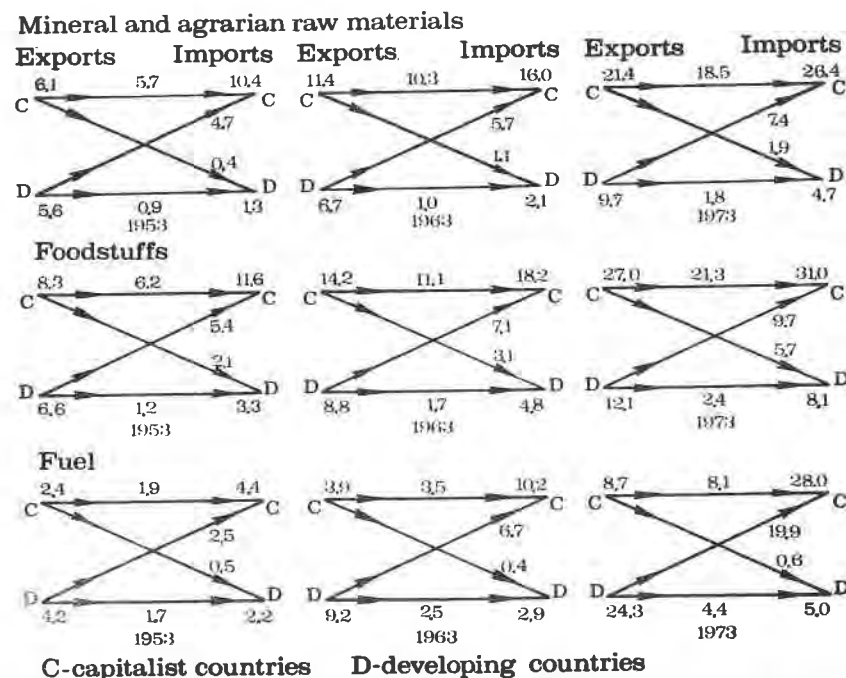 Mineral and agrarian raw materials
Exports Imports Exports Imports Exports Imports
6,1 5,7 10,4 11,4 10,3 16,0 21,4 18,5 26,4
C C C C C C
4,7 5,7 7,4
0,4 1,1 1,9
D D D D D D
5,6 0,9 1,3 6,7 1,0 2,1 9,7 1,8 4,7
1953 1963 1973
Foodstuffs
8,3 6,2 11,6 14,2 11,1 18,2 27,0 21,3 31,0
C C C C C C
5,4 7,1 9,7
2,1 3,1 5,7
D D D D D D
6,6 1,2 3,3 8,8 1,7 4,8 12,1 2,4 8,1
1953 1963 1973
Fuel
2,4 1,9 4,4 3,9 3,5 10,2 8,7 8,1 28,0
C C C C C C
2,5 6,7 19,9
0,5 0,4 0,6
D D D D D D
4,2 1,7 2,2 9,2 2,5 2,9 24,3 4,4 5,0
1953 1963 1973
C-capitalist countries D-developing countries